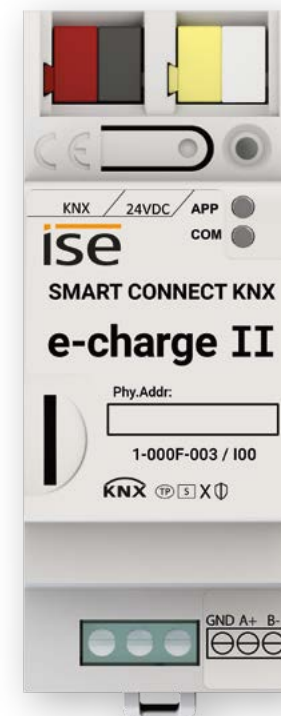 CE
KNX / 24VDC / APP
COM
ise
SMART CONNECT KNX
e-charge II
Phy.Addr:
1-000F-003 / I00
KNX TP S X
GND A+ B-